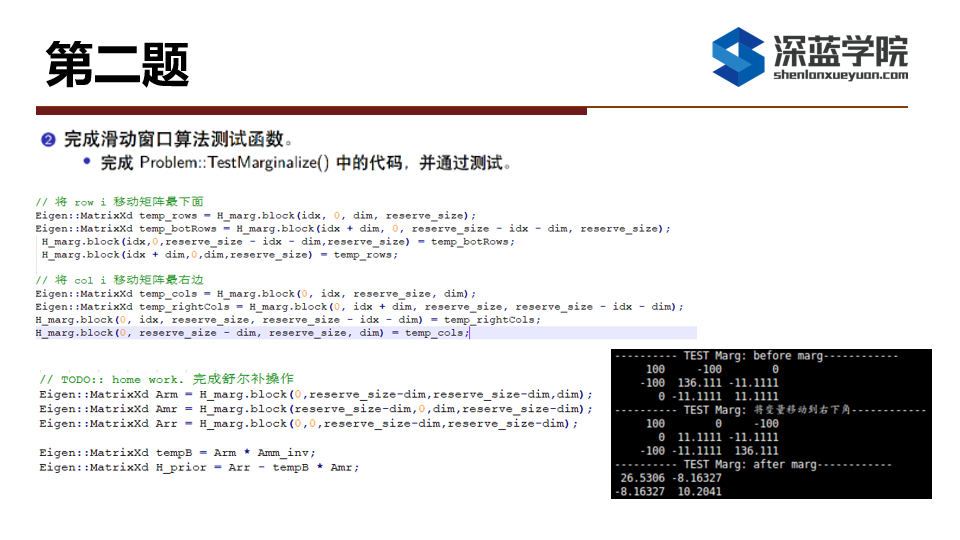 第二题
深蓝学院
shenlanxueyuan.com
2 完成滑动窗口算法测试函数。
• 完成 Problem::TestMarginalize() 中的代码，并通过测试。
// 将 row i 移动矩阵最下面
Eigen::MatrixXd temp_rows = H_marg.block(idx, 0, dim, reserve_size);
Eigen::MatrixXd temp_botRows = H_marg.block(idx + dim, 0, reserve_size - idx - dim, reserve_size);
H_marg.block(idx,0,reserve_size - idx - dim,reserve_size) = temp_botRows;
H_marg.block(idx + dim,0,dim,reserve_size) = temp_rows;
// 将 col i 移动矩阵最右边
Eigen::MatrixXd temp_cols = H_marg.block(0, idx, reserve_size, dim);
Eigen::MatrixXd temp_rightCols = H_marg.block(0, idx + dim, reserve_size, reserve_size - idx - dim);
H_marg.block(0, idx, reserve_size, reserve_size - idx - dim) = temp_rightCols;
H_marg.block(0, reserve_size - dim, reserve_size, dim) = temp_cols;
// TODO:: home work. 完成舒尔补操作
Eigen::MatrixXd Arm = H_marg.block(0,reserve_size-dim,reserve_size-dim,dim);
Eigen::MatrixXd Amr = H_marg.block(reserve_size-dim,0,dim,reserve_size-dim);
Eigen::MatrixXd Arr = H_marg.block(0,0,reserve_size-dim,reserve_size-dim);
Eigen::MatrixXd tempB = Arm * Amm_inv;
Eigen::MatrixXd H_prior = Arr - tempB * Amr;
---------- TEST Marg: before marg------------
100 -100 0
-100 136.111 -11.1111
0 -11.1111 11.1111
---------- TEST Marg: 将变量移动到右下角------------
100 0 -100
0 11.1111 -11.1111
-100 -11.1111 136.111
---------- TEST Marg: after marg------------
26.5306 -8.16327
-8.16327 10.2041